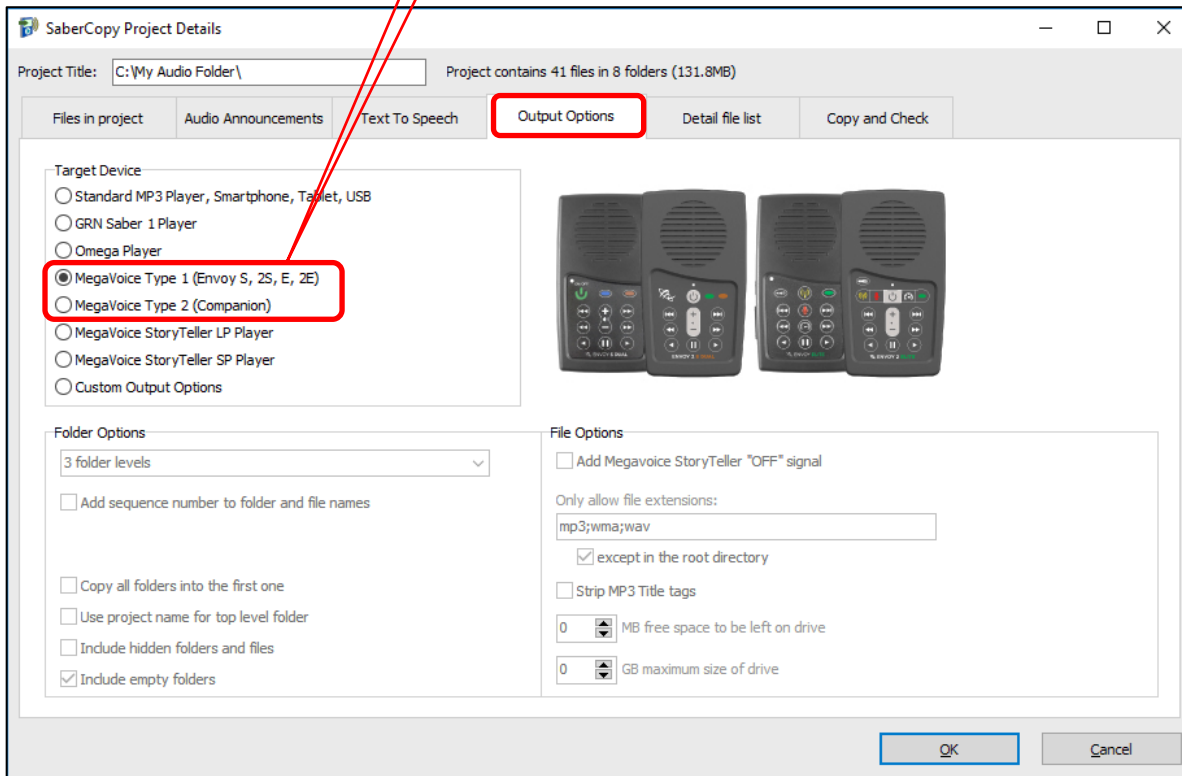 SaberCopy Project Details
Project Title: C:\My Audio Folder\ Project contains 41 files in 8 folders (131.8MB)
Files in project Audio Announcements Text To Speech Output Options Detail file list Copy and Check
Target Device
Standard MP3 Player, Smartphone, Tablet, USB
GRN Saber 1 Player
Omega Player
MegaVoice Type 1 (Envoy S, 2S, E, 2E)
MegaVoice Type 2 (Companion)
MegaVoice StoryTeller LP Player
MegaVoice StoryTeller SP Player
Custom Output Options
Folder Options
3 folder levels
Add sequence number to folder and file names
Copy all folders into the first one
Use project name for top level folder
Include hidden folders and files
Include empty folders
File Options
Add Megavoice StoryTeller "OFF" signal
Only allow file extensions:
mp3;wma;wav
except in the root directory
Strip MP3 Title tags
0 MB free space to be left on drive
0 GB maximum size of drive
OK Cancel